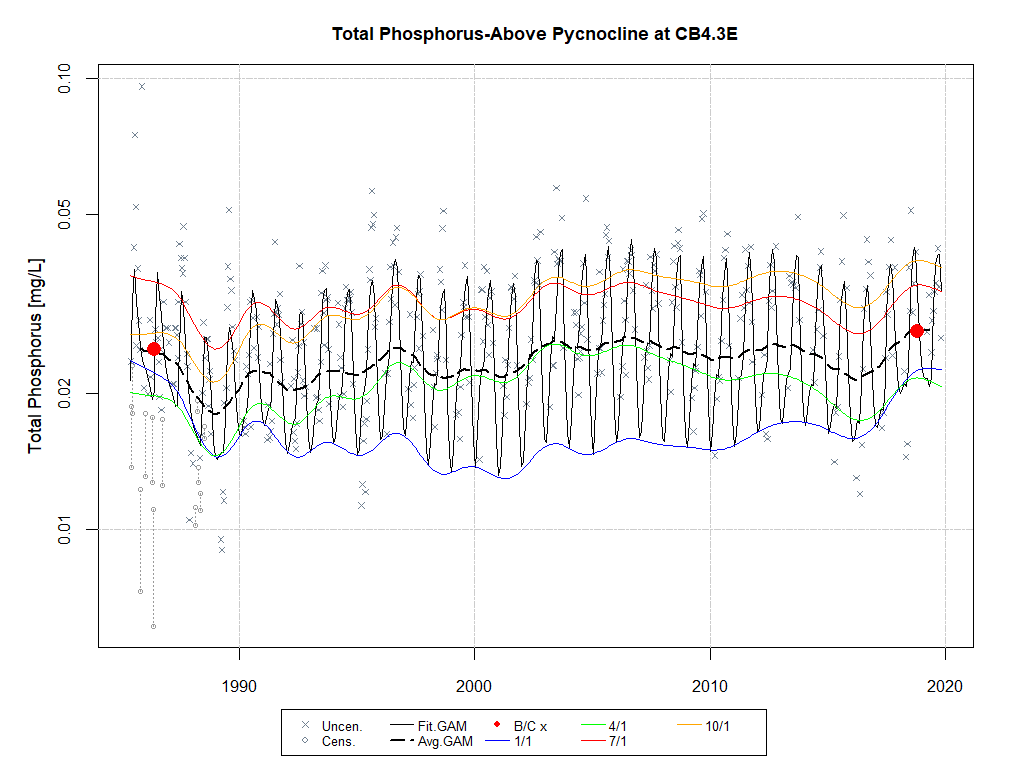 Total Phosphorus-Above Pycnocline at CB4.3E
Total Phosphorus [mg/L]
0.10
0.05
0.02
0.01
1990 2000 2010 2020
Uncen. Fit.GAM B/C x 4/1 10/1
Cens. Avg.GAM 1/1 7/1